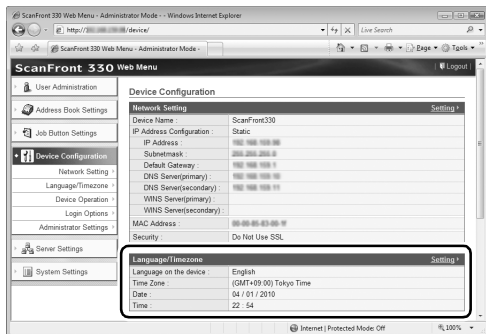 ScanFront 330 Web Menu - Administrator Mode - - Windows Internet Explorer
http:// /device/
Live Search
ScanFront 330 Web Menu - Administrator Mode -
Page Tools
ScanFront 330 Web Menu
Logout
User Administration
Address Book Settings
Job Button Settings
Device Configuration
Network Setting
Language/Timezone
Device Operation
Login Options
Administrator Settings
Server Settings
System Settings
Device Configuration
Network Setting Setting
Device Name : ScanFront330
IP Address Configuration : Static
IP Address :
Subnetmask :
Default Gateway :
DNS Server(primary) :
DNS Server(secondary) :
WINS Server(primary) :
WINS Server(secondary) :
MAC Address :
Security : Do Not Use SSL
Language/Timezone Setting
Language on the device : English
Time Zone : (GMT+09:00) Tokyo Time
Date : 04 / 01 / 2010
Time : 22 : 54
Internet | Protected Mode: Off 100%